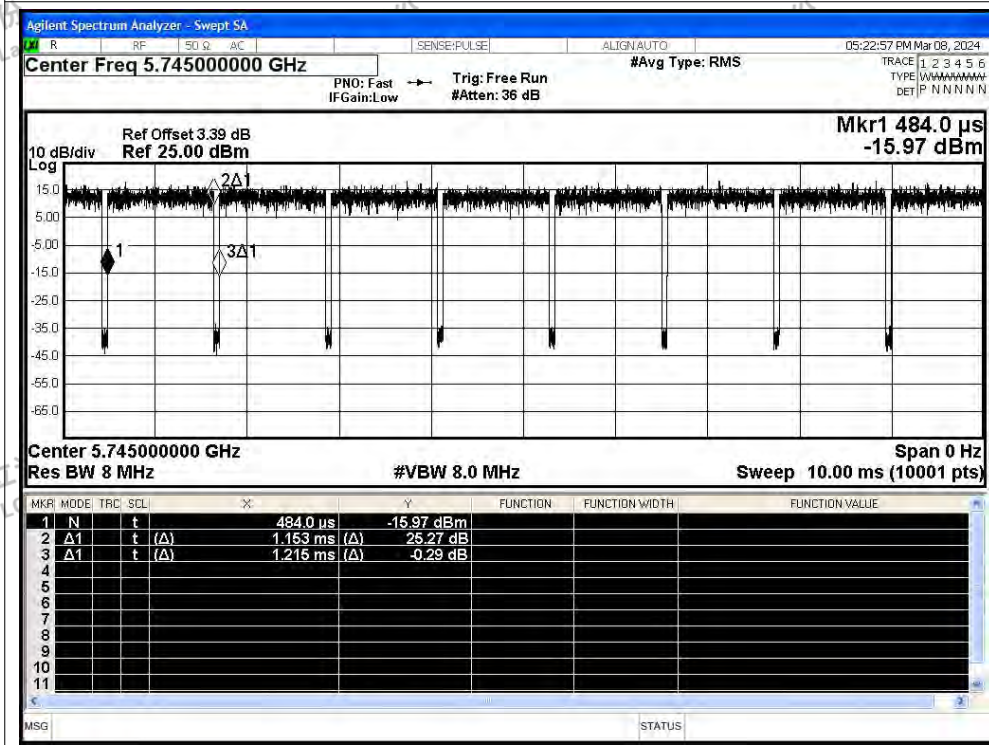 Agilent Spectrum Analyzer - Swept SA
LXI R RF 50 Ω AC SENSE:PULSE ALIGNAUTO 05:22:57 PM Mar 08, 2024
Center Freq 5.745000000 GHz #Avg Type: RMS TRACE 1 2 3 4 5 6
PNO: Fast Trig: Free Run TYPE WWWWWW
IFGain:Low #Atten: 36 dB DET P N N N N N
Mkr1 484.0 µs
Ref Offset 3.39 dB
10 dB/div Ref 25.00 dBm -15.97 dBm
Log
15.0
2Δ1
5.00
-5.00
1 3Δ1
-15.0
-25.0
-35.0
-45.0
-55.0
-65.0
Center 5.745000000 GHz Span 0 Hz
Res BW 8 MHz #VBW 8.0 MHz Sweep 10.00 ms (10001 pts)
MKR MODE TRC SCL X Y FUNCTION FUNCTION WIDTH FUNCTION VALUE
1 N t 484.0 µs -15.97 dBm
2 Δ1 t (Δ) 1.153 ms (Δ) 25.27 dB
3 Δ1 t (Δ) 1.215 ms (Δ) -0.29 dB
4
5
6
7
8
9
10
11
MSG STATUS